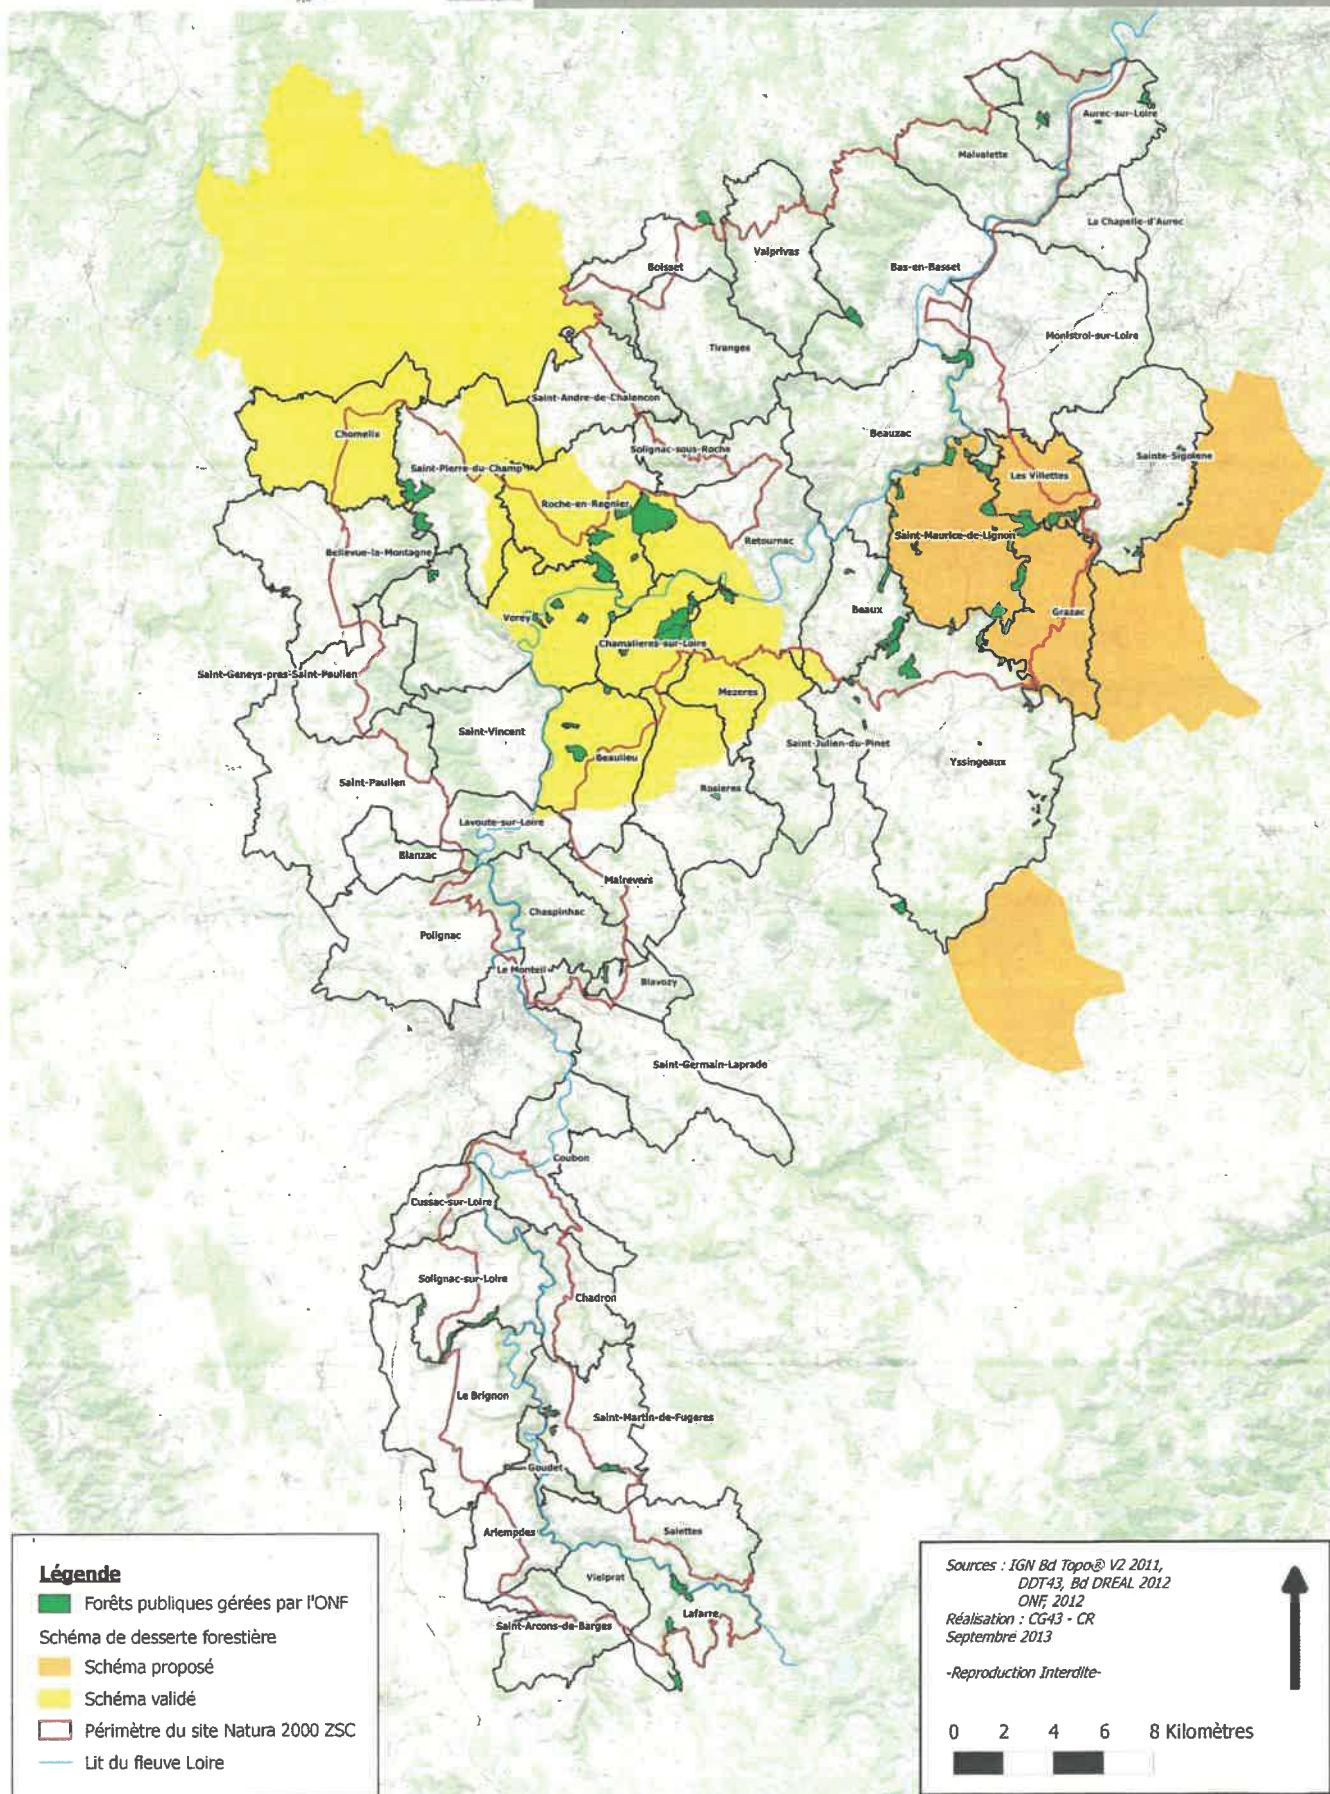 Aurec-sur-Loire
Malvalette
La Chapelle-d'Aurec
Valprivas
Boisset
Bas-en-Basset
Monistrol-sur-Loire
Tiranges
Saint-Andre-de-Chalencon
Beauzac
Chomelix
Solignac-sous-Roche
Sainte-Sigolene
Saint-Pierre-du-Champ
Les Villettes
Roche-en-Regnier
Retournac
Saint-Maurice-de-Lignon
Bellevue-la-Montagne
Beaux
Grazac
Vorey
Chamalieres-sur-Loire
Saint-Geneys-pres-Saint-Paulien
Mezeres
Saint-Vincent
Saint-Julien-du-Pinet
Beaulieu
Yssingeaux
Saint-Paulien
Rosieres
Lavoute-sur-Loire
Blanzac
Malrevers
Chaspinhac
Polignac
Le Monteil
Blavozy
Saint-Germain-Laprade
Coubon
Cussac-sur-Loire
Solignac-sur-Loire
Chadron
Le Brignon
Saint-Martin-de-Fugeres
Goudet
Arlempdes
Salettes
Vielprat
Lafarre
Saint-Arcons-de-Barges
Légende
Forêts publiques gérées par l'ONF
Schéma de desserte forestière
Schéma proposé
Schéma validé
Périmètre du site Natura 2000 ZSC
Lit du fleuve Loire
Sources : IGN Bd Topo® V2 2011,
DDT43, Bd DREAL 2012
ONF, 2012
Réalisation : CG43 - CR
Septembre 2013
-Reproduction Interdite-
0 2 4 6 8 Kilomètres